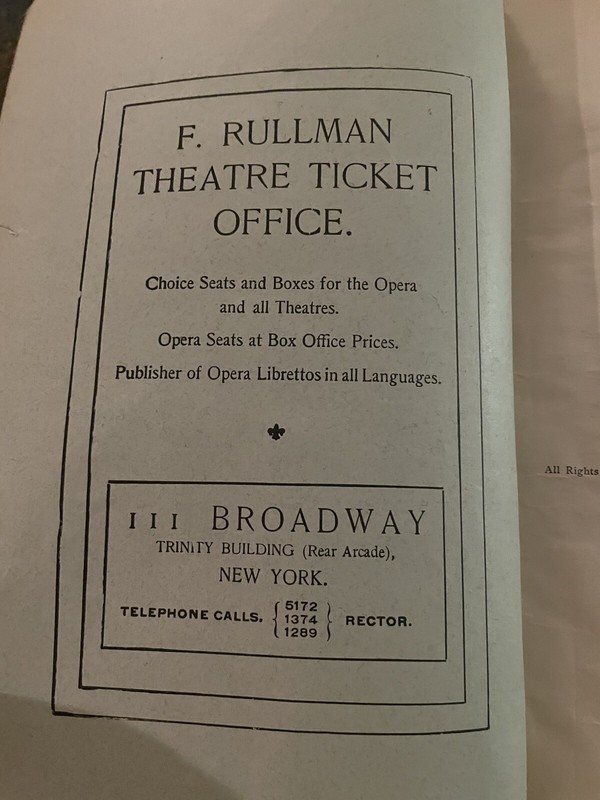 F. RULLMAN
THEATRE TICKET
OFFICE.
Choice Seats and Boxes for the Opera
and all Theatres.
Opera Seats at Box Office Prices.
Publisher of Opera Librettos in all Languages.
111 BROADWAY
TRINITY BUILDING (Rear Arcade),
NEW YORK.
TELEPHONE CALLS, { 5172 } RECTOR.
1374
1289
All Rights